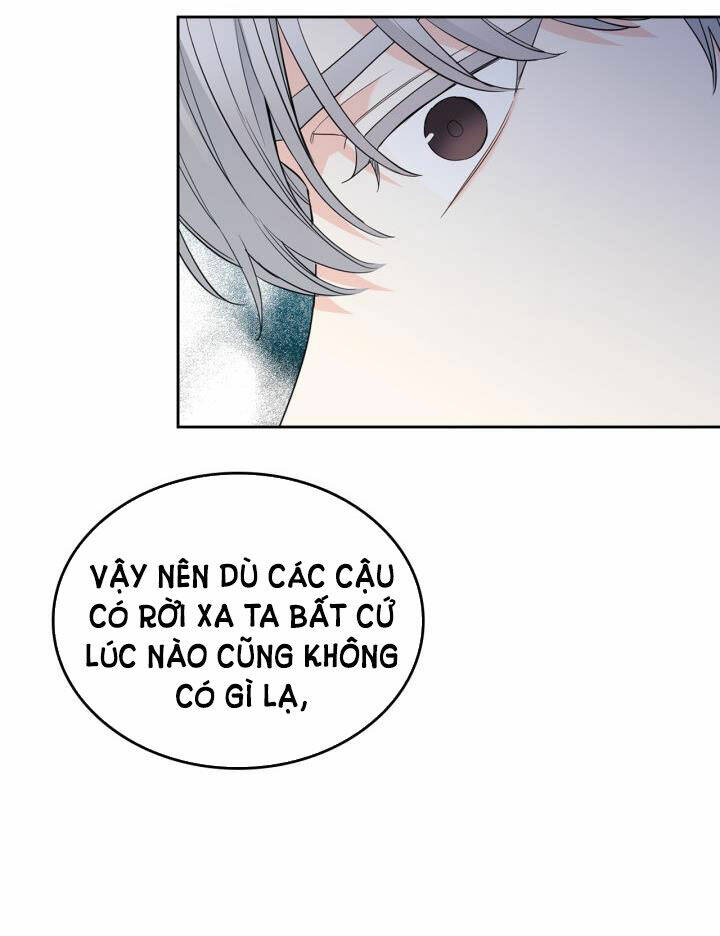 VẬY NÊN DÙ CÁC CẬU
CÓ RỜI XA TA BẤT CỨ
LÚC NÀO CŨNG KHÔNG
CÓ GÌ LẠ,